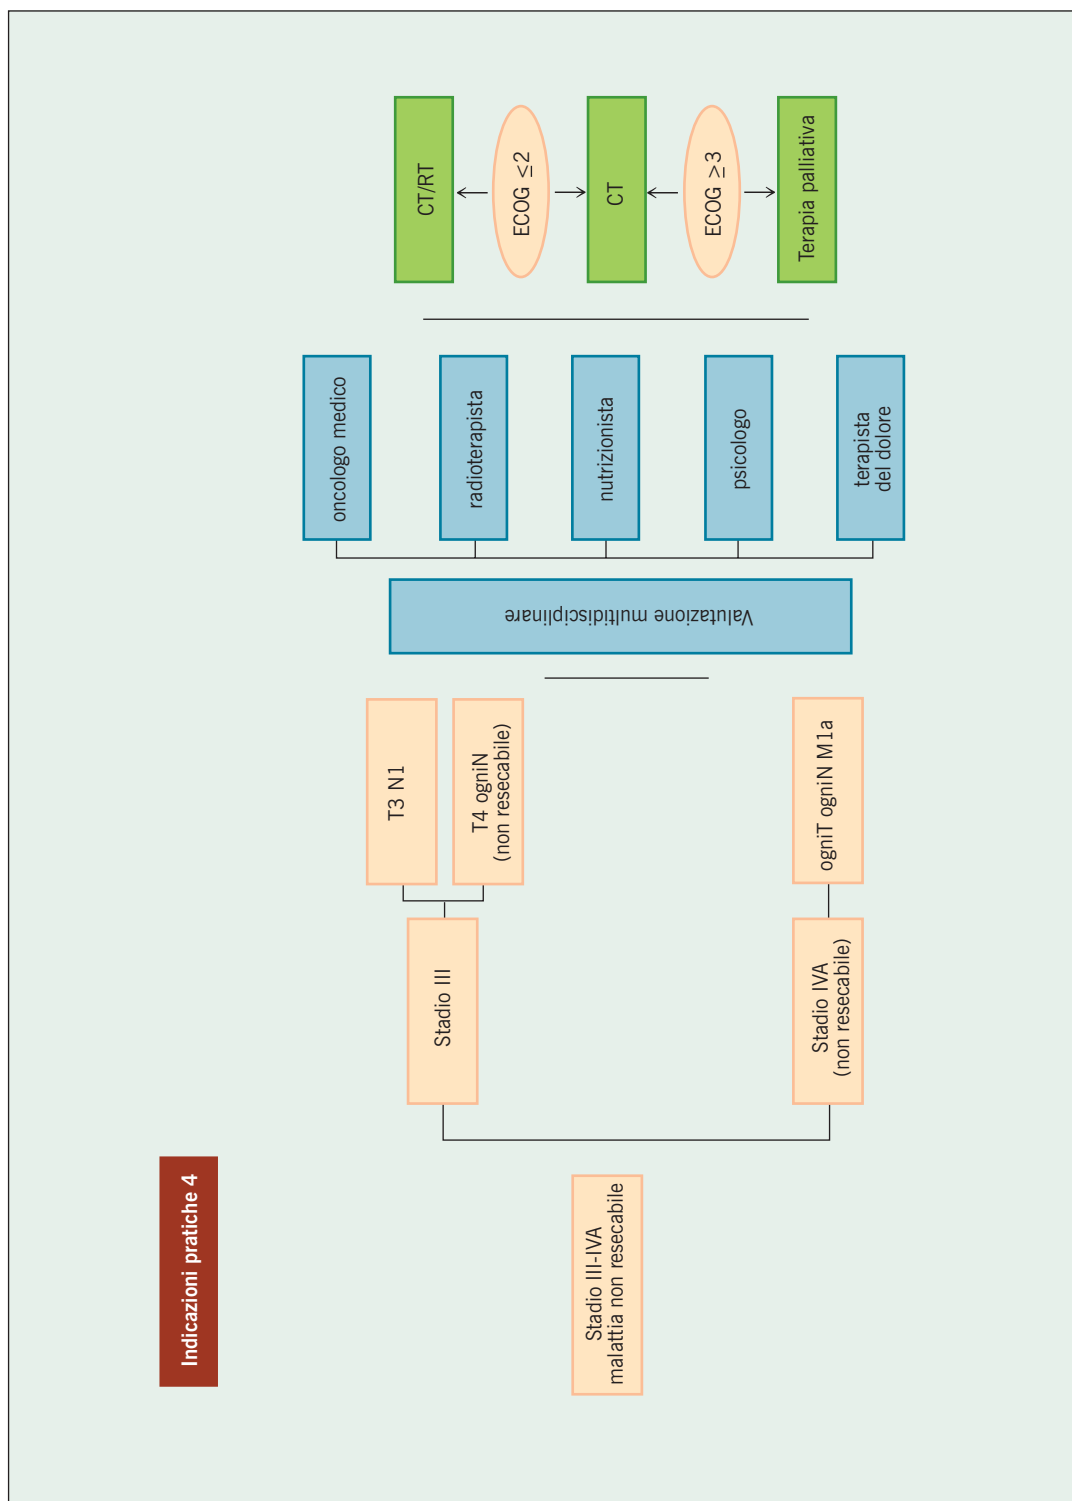 Indicazioni pratiche 4
Stadio III-IVA
malattia non resecabile
Stadio III
Stadio IVA
(non resecabile)
T3 N1
T4 ogniN
(non resecabile)
ogniT ogniN M1a
Valutazione multidisciplinare
oncologo medico
radioterapista
nutrizionista
psicologo
terapista
del dolore
CT/RT
ECOG ≤2
CT
ECOG ≥3
Terapia palliativa